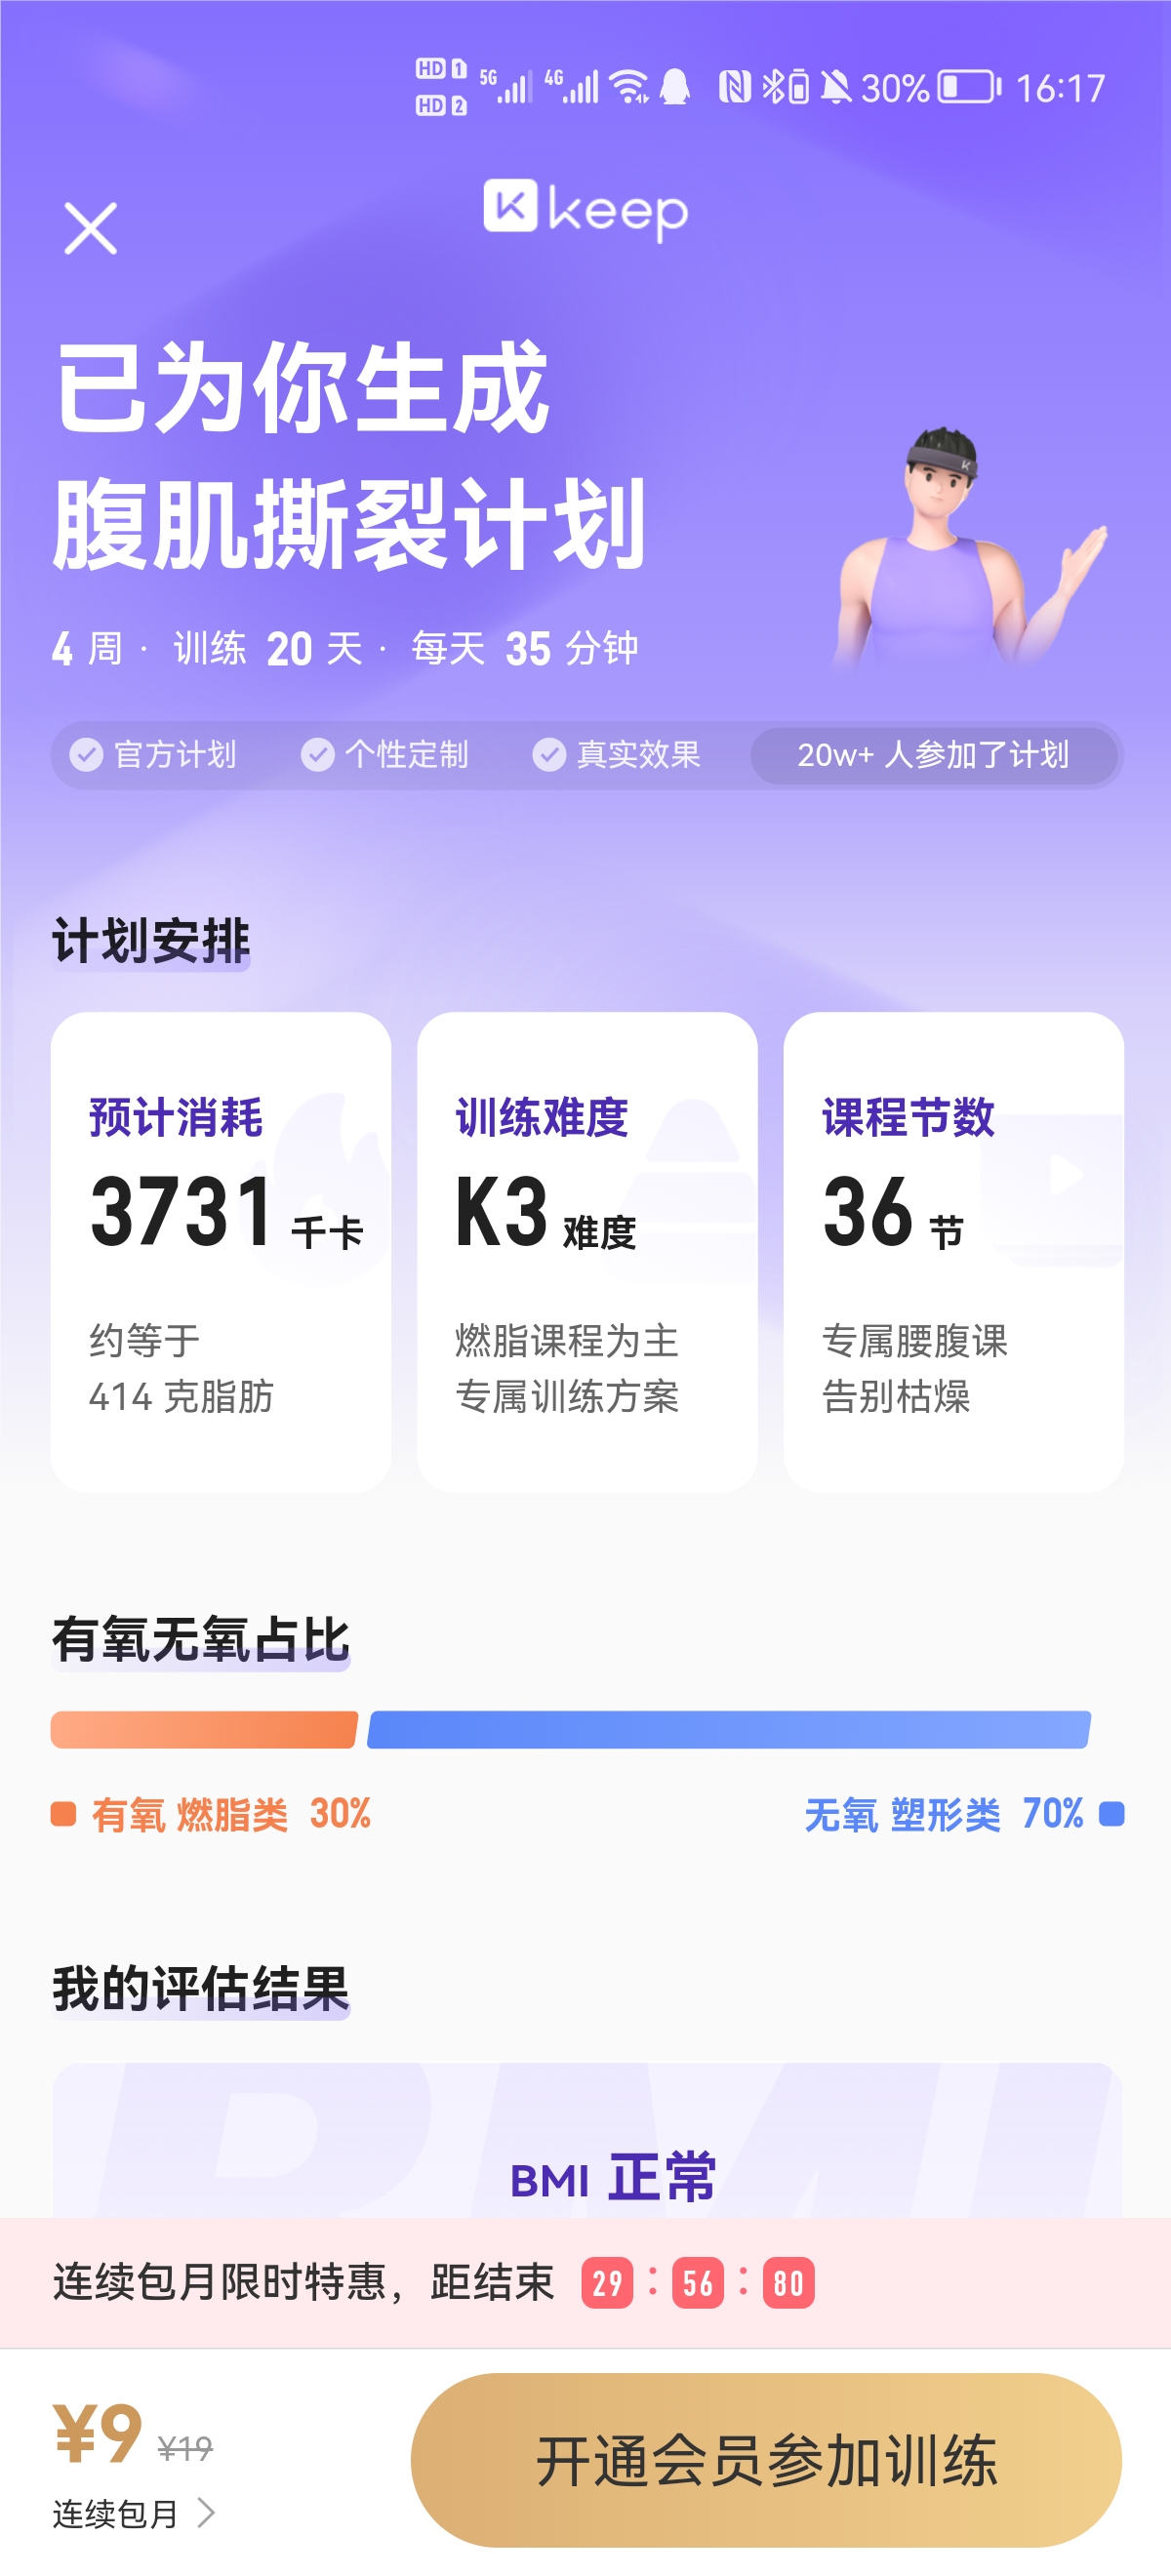 HD 1 5G 4G 30% 16:17
HD 2
keep
已为你生成
腹肌撕裂计划
4 周 · 训练 20 天 · 每天 35 分钟
官方计划 个性定制 真实效果 20w+ 人参加了计划
计划安排
预计消耗
3731 千卡
约等于
414 克脂肪
训练难度
K3 难度
燃脂课程为主
专属训练方案
课程节数
36 节
专属腰腹课
告别枯燥
有氧无氧占比
有氧 燃脂类 30% 无氧 塑形类 70%
我的评估结果
BMI
BMI 正常
连续包月限时特惠，距结束 29 : 56 : 80
¥9 ¥19
连续包月
开通会员参加训练